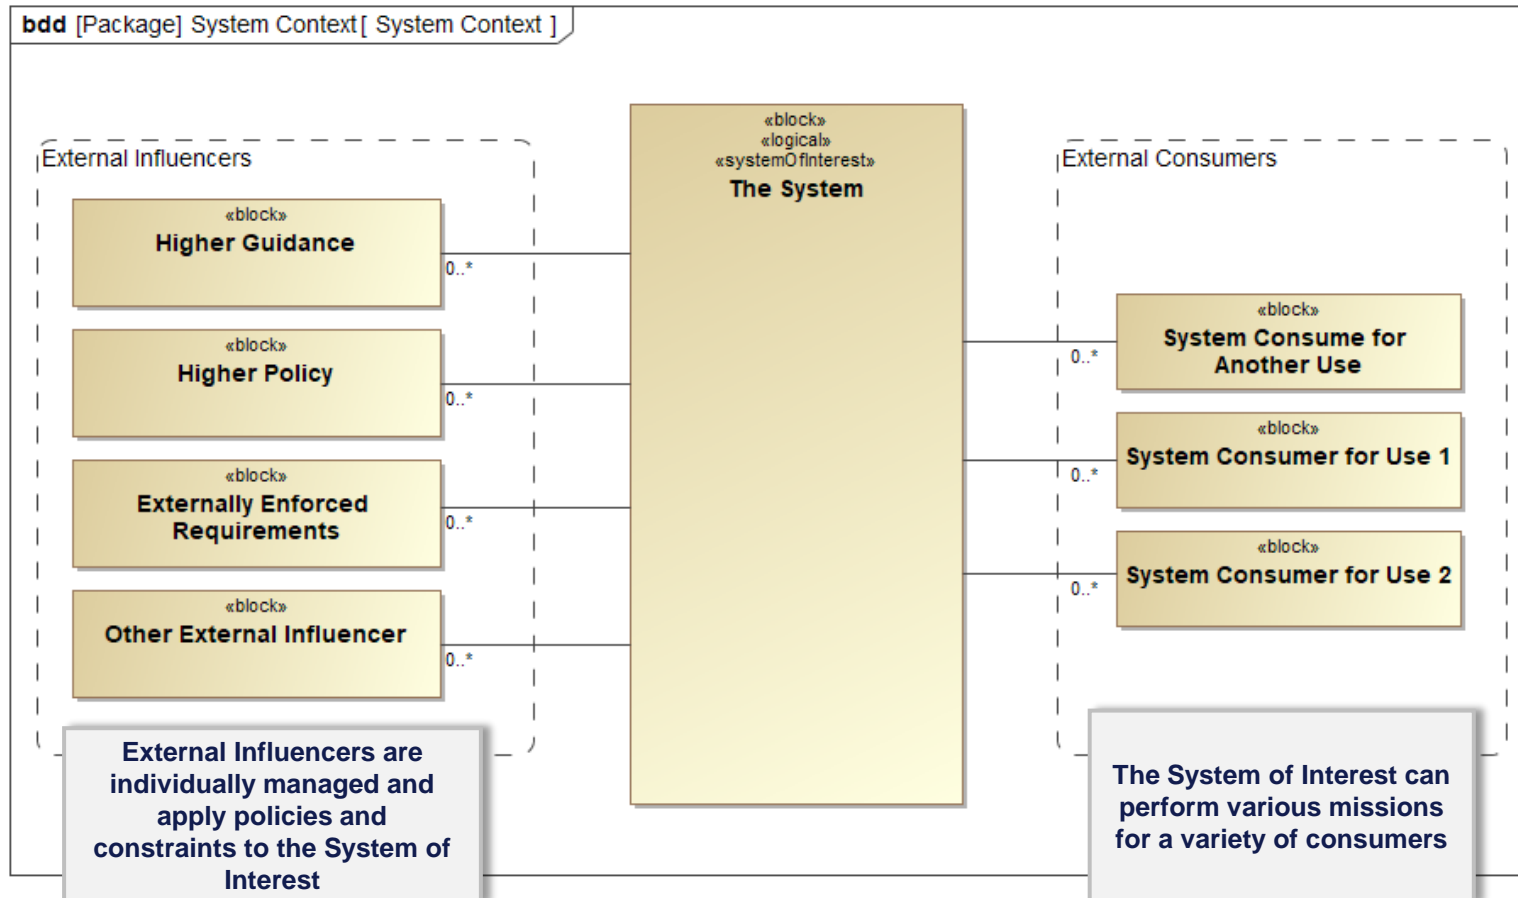 bdd [Package] System Context[ System Context ]
External Influencers
«block»
Higher Guidance
0..*
«block»
Higher Policy
0..*
«block»
Externally Enforced
Requirements
0..*
«block»
Other External Influencer
0..*
External Influencers are
individually managed and
apply policies and
constraints to the System of
Interest
«block»
«logical»
«systemOfInterest»
The System
External Consumers
«block»
System Consume for
Another Use
0..*
«block»
System Consumer for Use 1
0..*
«block»
System Consumer for Use 2
0..*
The System of Interest can
perform various missions
for a variety of consumers